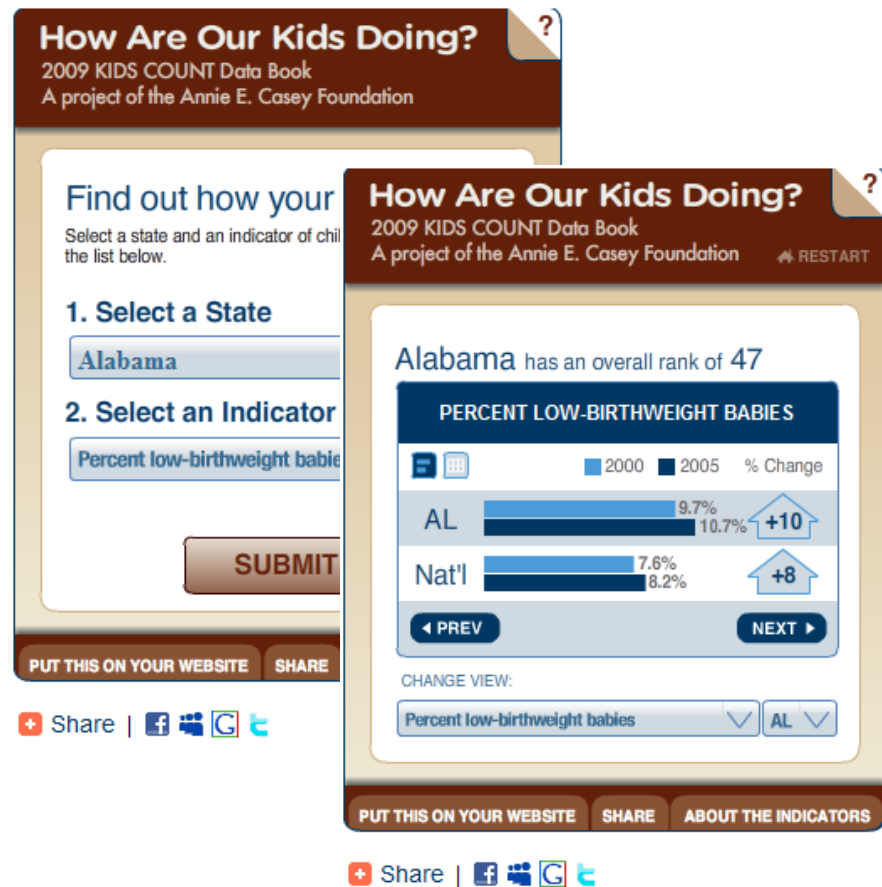 How Are Our Kids Doing?
?
2009 KIDS COUNT Data Book
A project of the Annie E. Casey Foundation
Find out how your
Select a state and an indicator of chil
the list below.
1. Select a State
Alabama
2. Select an Indicator
Percent low-birthweight babie
SUBMIT
PUT THIS ON YOUR WEBSITE SHARE
Share |
How Are Our Kids Doing?
?
2009 KIDS COUNT Data Book
A project of the Annie E. Casey Foundation
RESTART
Alabama has an overall rank of 47
PERCENT LOW-BIRTHWEIGHT BABIES
2000 2005 % Change
AL 9.7% 10.7% +10
Nat'l 7.6% 8.2% +8
PREV NEXT
CHANGE VIEW:
Percent low-birthweight babies AL
PUT THIS ON YOUR WEBSITE SHARE ABOUT THE INDICATORS
Share |